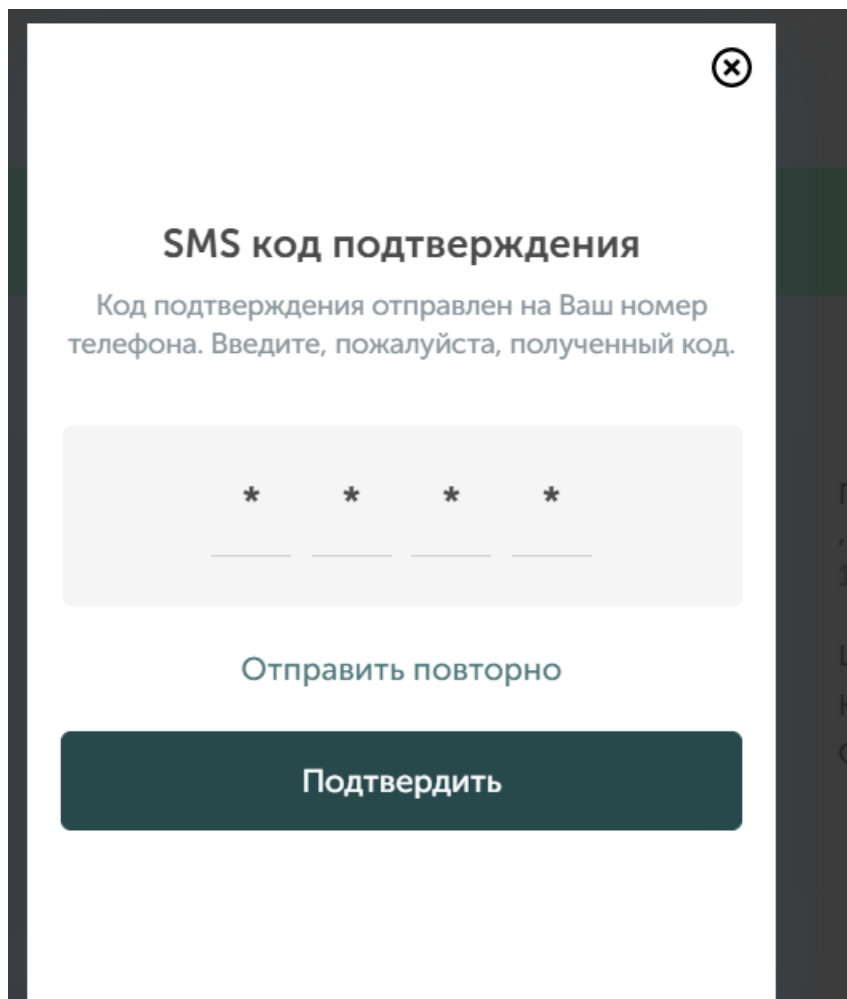 SMS код подтверждения
Код подтверждения отправлен на Ваш номер
телефона. Введите, пожалуйста, полученный код.
* * * *
Отправить повторно
Подтвердить